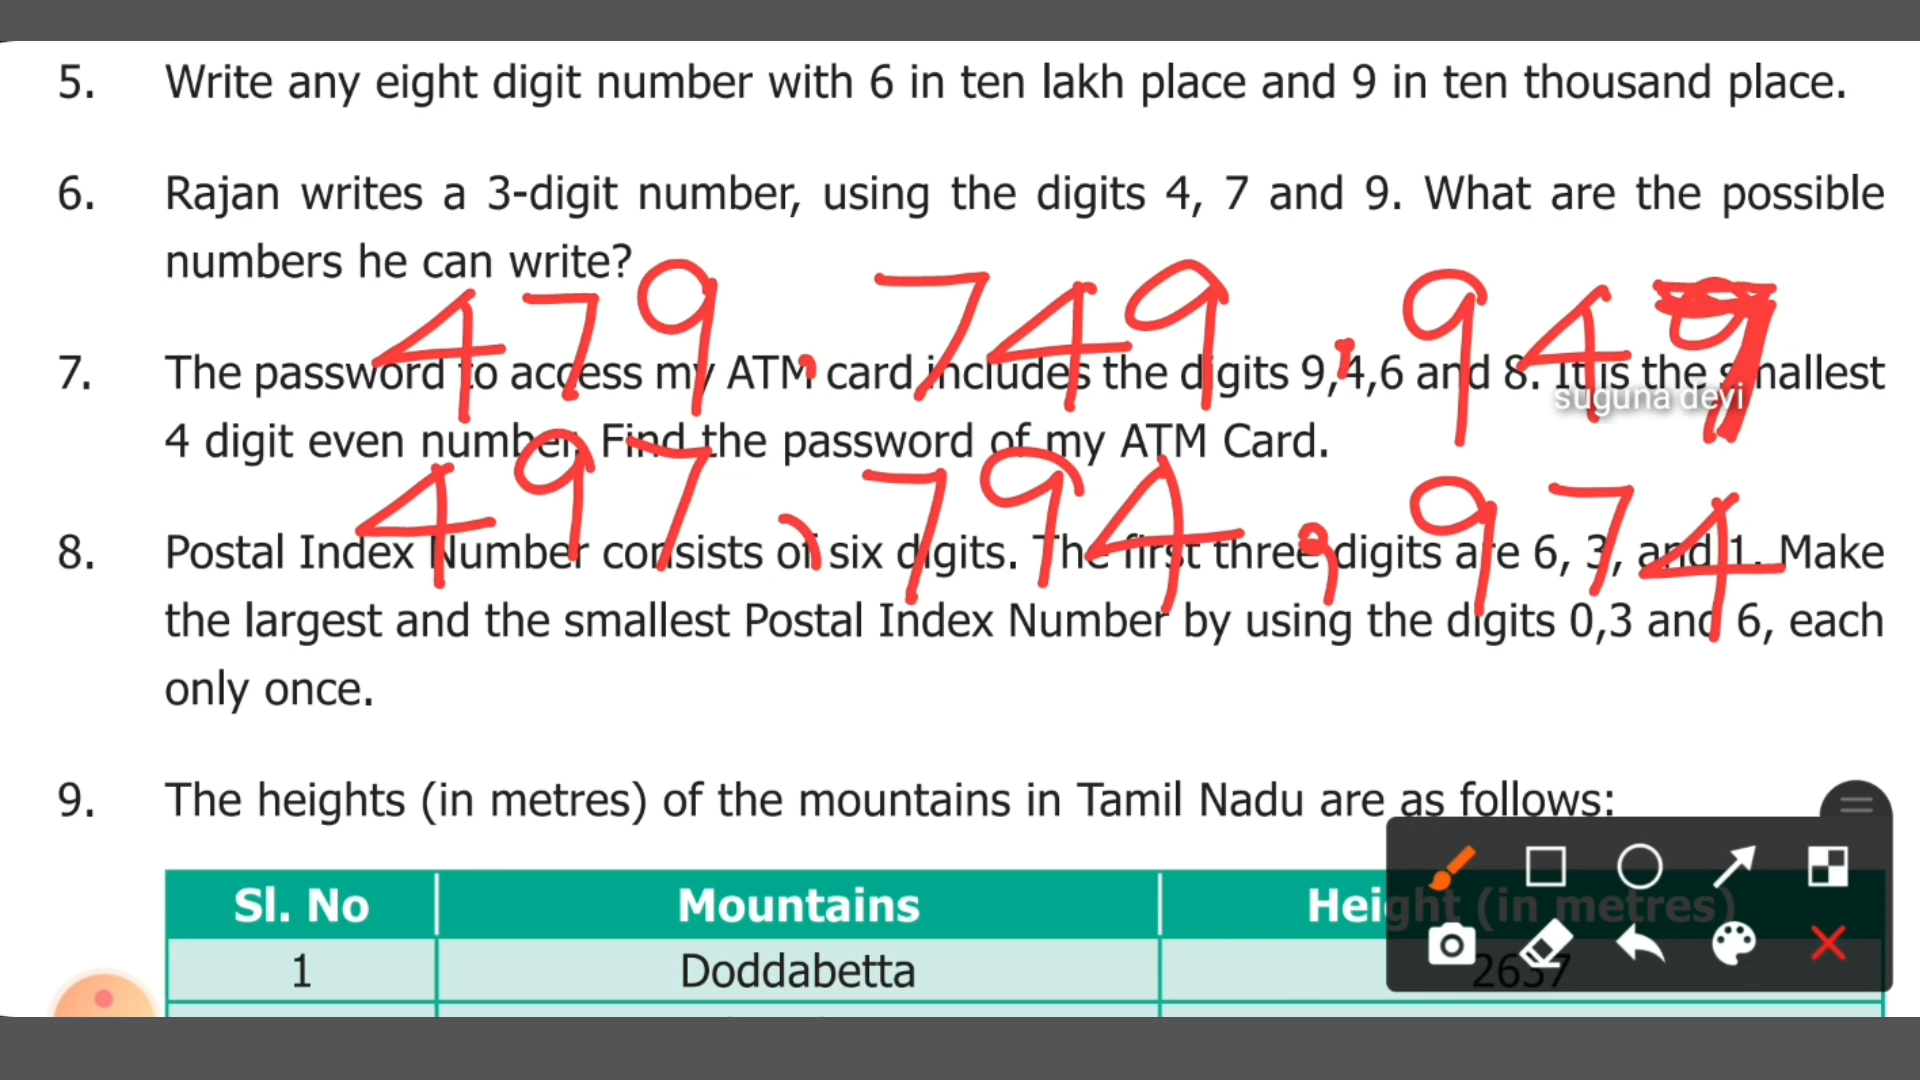 5. Write any eight digit number with 6 in ten lakh place and 9 in ten thousand place.
6. Rajan writes a 3-digit number, using the digits 4, 7 and 9. What are the possible
numbers he can write?
479, 749, 947
7. The password to access my ATM card includes the digits 9,4,6 and 8. It is the smallest
suguna devi
4 digit even number. Find the password of my ATM Card.
497, 794, 974
8. Postal Index Number consists of six digits. The first three digits are 6, 3, and 1. Make
the largest and the smallest Postal Index Number by using the digits 0,3 and 6, each
only once.
9. The heights (in metres) of the mountains in Tamil Nadu are as follows:
Sl. No Mountains Height (in metres)
1 Doddabetta 2637